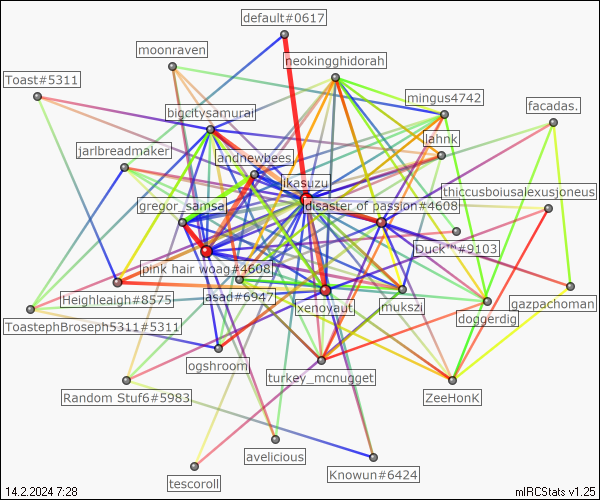 default#0617
moonraven
neokingghidorah
Toast#5311
mingus4742
facadas.
bigcitysamurai
lahnk
jarlbreadmaker
andnewbees
ikasuzu
thiccusboiusalexusjoneus
gregor_samsa
disaster of passion#4608
Duck™#9103
pink hair woag#4608
Heighleaigh#8575
asad#6947
xenoyaut
mukszi
gazpachoman
doggerdig
ToastephBroseph5311#5311
ogshroom
turkey_mcnugget
Random Stuf6#5983
ZeeHonK
avelicious
tescoroll
Knowun#6424
14.2.2024 7:28
mIRCStats v1.25